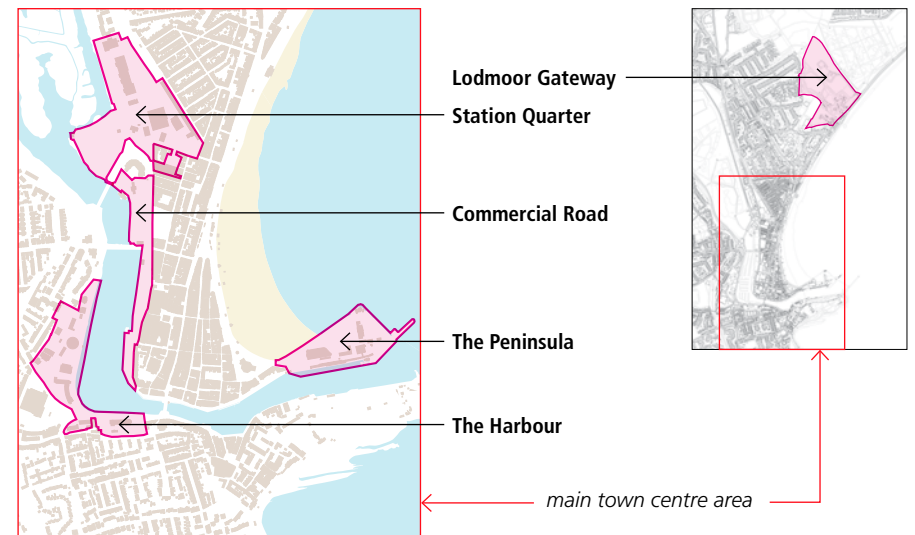 Lodmoor Gateway
Station Quarter
Commercial Road
The Peninsula
The Harbour
main town centre area